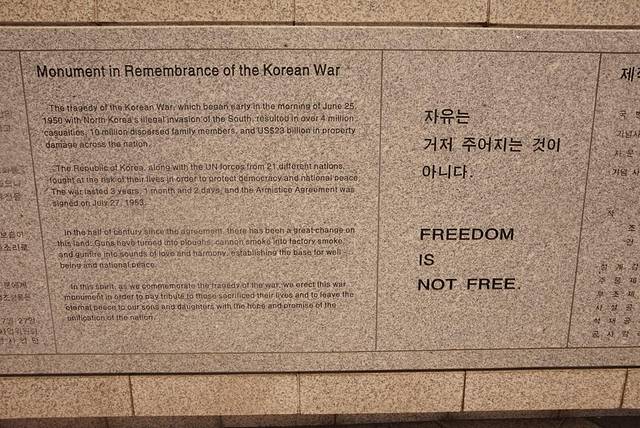 Monument in Remembrance of the Korean War
The tragedy of the Korean War, which began early in the morning of June 25,
1950 with North Korea's illegal invasion of the South, resulted in over 4 million
casualties, 10 million dispersed family members, and US$23 billion in property
damage across the nation.
The Republic of Korea, along with the UN forces from 21 different nations,
fought at the risk of their lives in order to protect democracy and national peace.
The war lasted 3 years, 1 month and 2 days, and the Armistice Agreement was
signed on July 27, 1953.
In the half of century since the agreement, there has been a great change on
this land: Guns have turned into ploughs, cannon smoke into factory smoke,
and gunfire into sounds of love and harmony, establishing the base for well-
being and national peace.
In this spirit, as we commemorate the tragedy of the war, we erect this war
monument in order to pay tribute to those sacrificed their lives and to leave the
eternal peace to our sons and daughters with the hope and promise of the
unification of the nation.
자유는
거저 주어지는 것이
아니다.
FREEDOM
IS
NOT FREE.